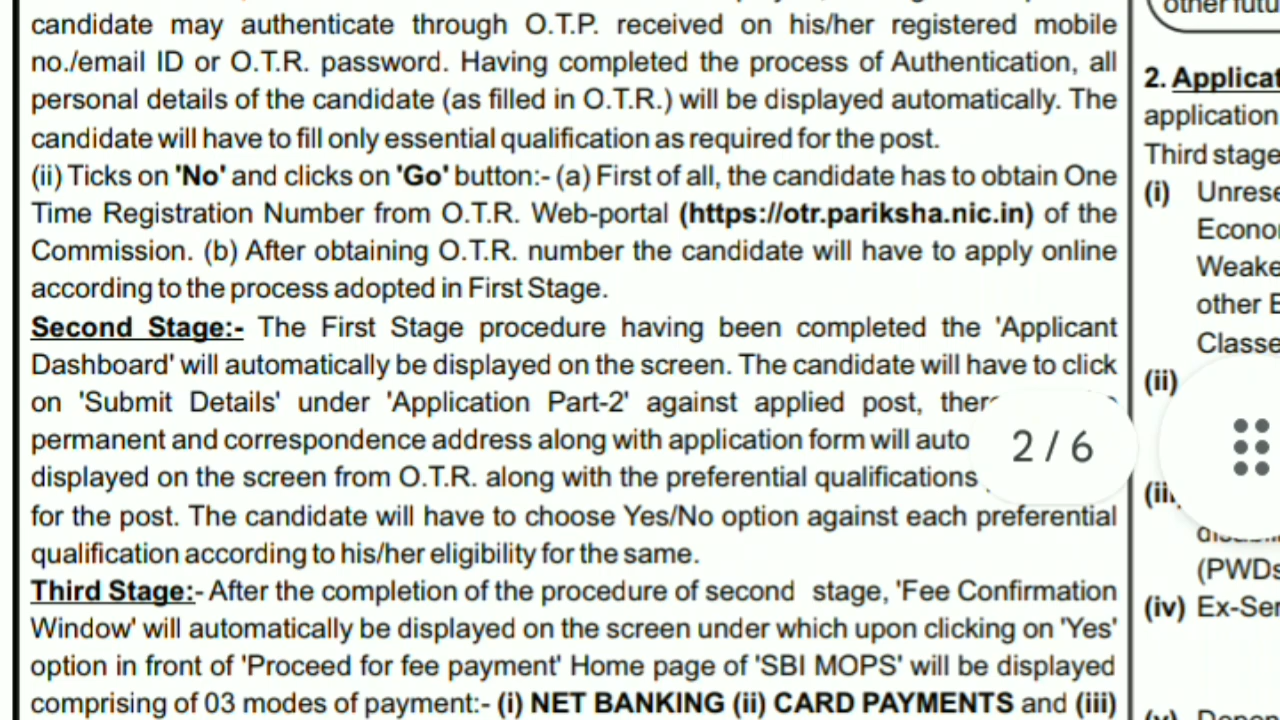 candidate may authenticate through O.T.P. received on his/her registered mobile
no./email ID or O.T.R. password. Having completed the process of Authentication, all
personal details of the candidate (as filled in O.T.R.) will be displayed automatically. The
candidate will have to fill only essential qualification as required for the post.
(ii) Ticks on 'No' and clicks on 'Go' button:- (a) First of all, the candidate has to obtain One
Time Registration Number from O.T.R. Web-portal (https://otr.pariksha.nic.in) of the
Commission. (b) After obtaining O.T.R. number the candidate will have to apply online
according to the process adopted in First Stage.
Second Stage:- The First Stage procedure having been completed the 'Applicant
Dashboard' will automatically be displayed on the screen. The candidate will have to click
on 'Submit Details' under 'Application Part-2' against applied post,
permanent and correspondence address along with application form will
displayed on the screen from O.T.R. along with the preferential qualifications
for the post. The candidate will have to choose Yes/No option against each preferential
qualification according to his/her eligibility for the same.
Third Stage:- After the completion of the procedure of second stage, 'Fee Confirmation
Window' will automatically be displayed on the screen under which upon clicking on 'Yes'
option in front of 'Proceed for fee payment' Home page of 'SBI MOPS' will be displayed
comprising of 03 modes of payment:- (i) NET BANKING (ii) CARD PAYMENTS and (iii)
2 / 6
other
2.
application
Third stage
(i)
other
(ii)
(PWDs
(iv)